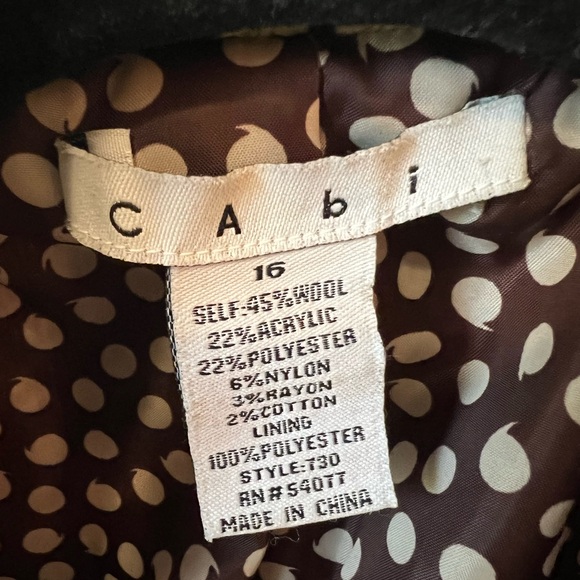 CAbi
16
SELF:45%WOOL
22%ACRYLIC
22%POLYESTER
6%NYLON
3%RAYON
2%COTTON
LINING
100%POLYESTER
STYLE:T30
RN#54077
MADE IN CHINA